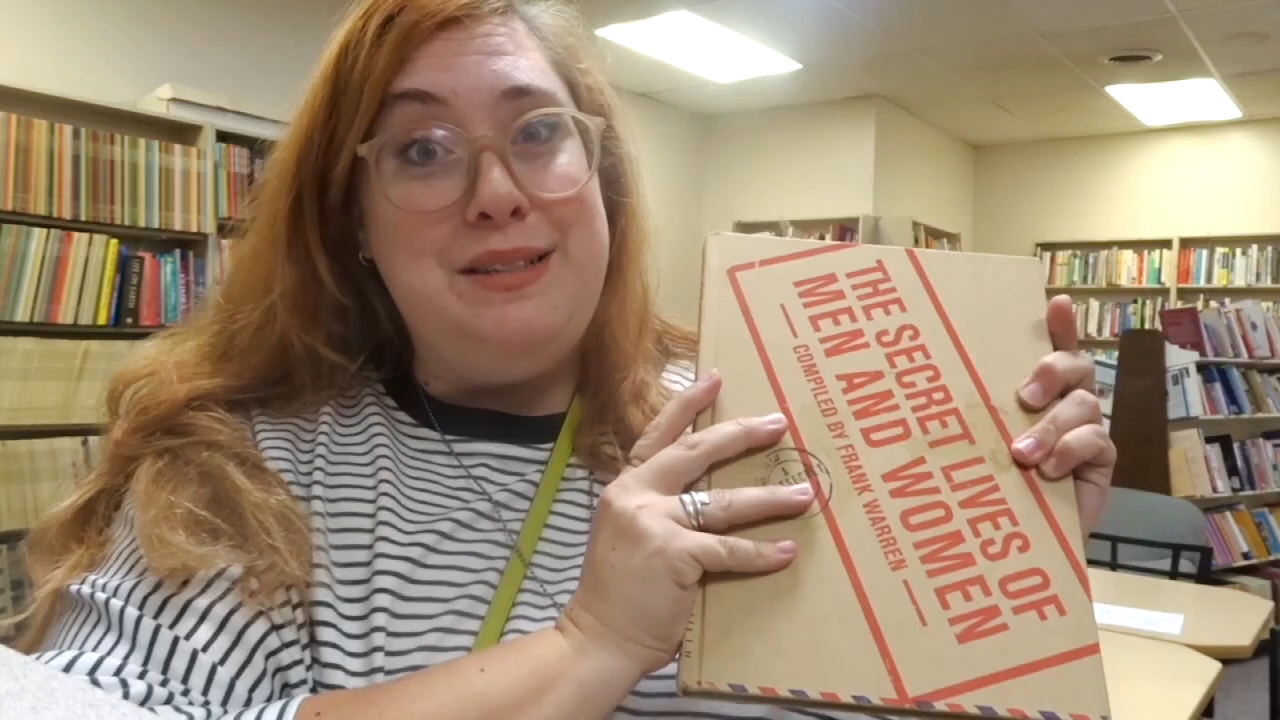 THE SECRET LIVES OF
MEN AND WOMEN
COMPILED BY FRANK WARREN